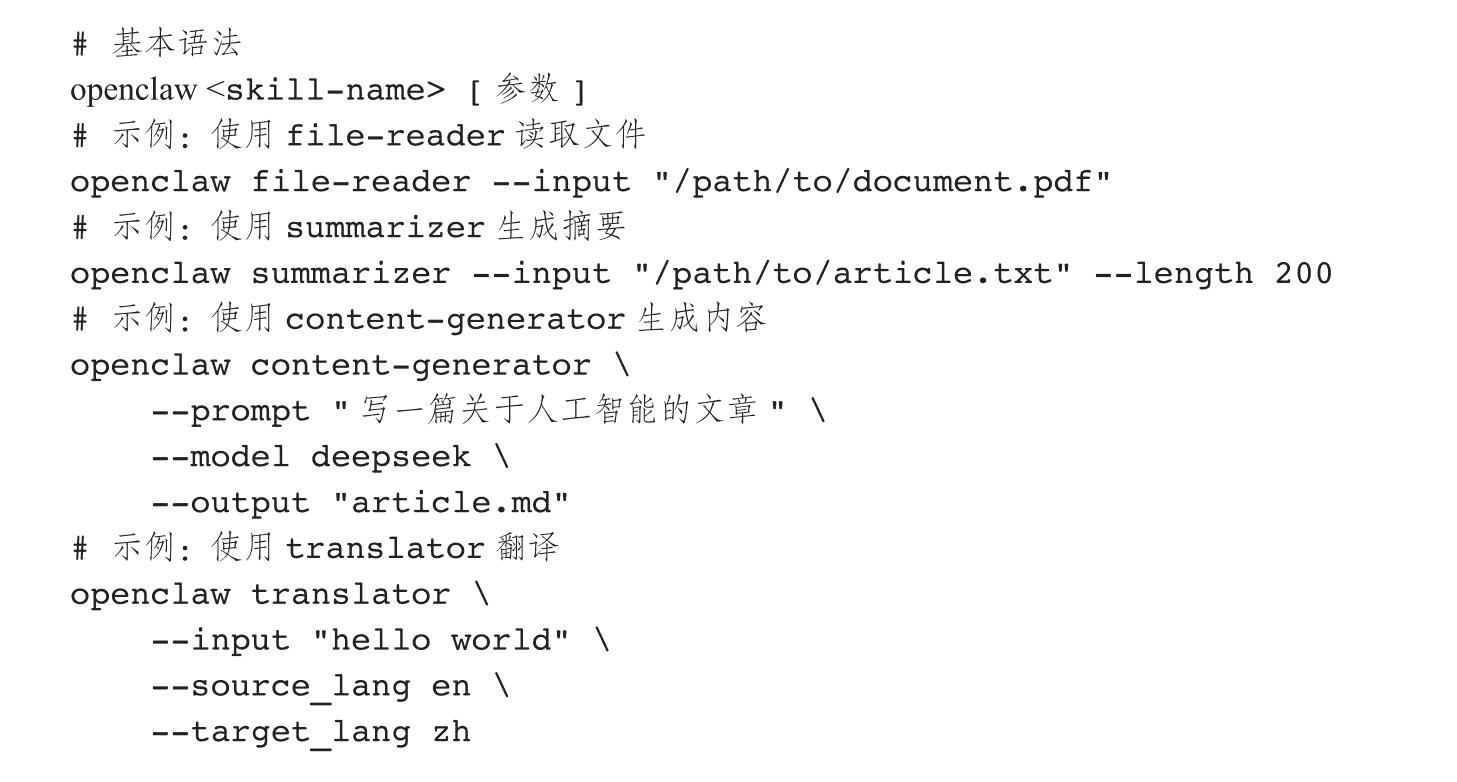 # 基本语法
openclaw <skill-name> [ 参数 ]
# 示例：使用 file-reader 读取文件
openclaw file-reader --input "/path/to/document.pdf"
# 示例：使用 summarizer 生成摘要
openclaw summarizer --input "/path/to/article.txt" --length 200
# 示例：使用 content-generator 生成内容
openclaw content-generator \
    --prompt " 写一篇关于人工智能的文章 " \
    --model deepseek \
    --output "article.md"
# 示例：使用 translator 翻译
openclaw translator \
    --input "hello world" \
    --source_lang en \
    --target_lang zh